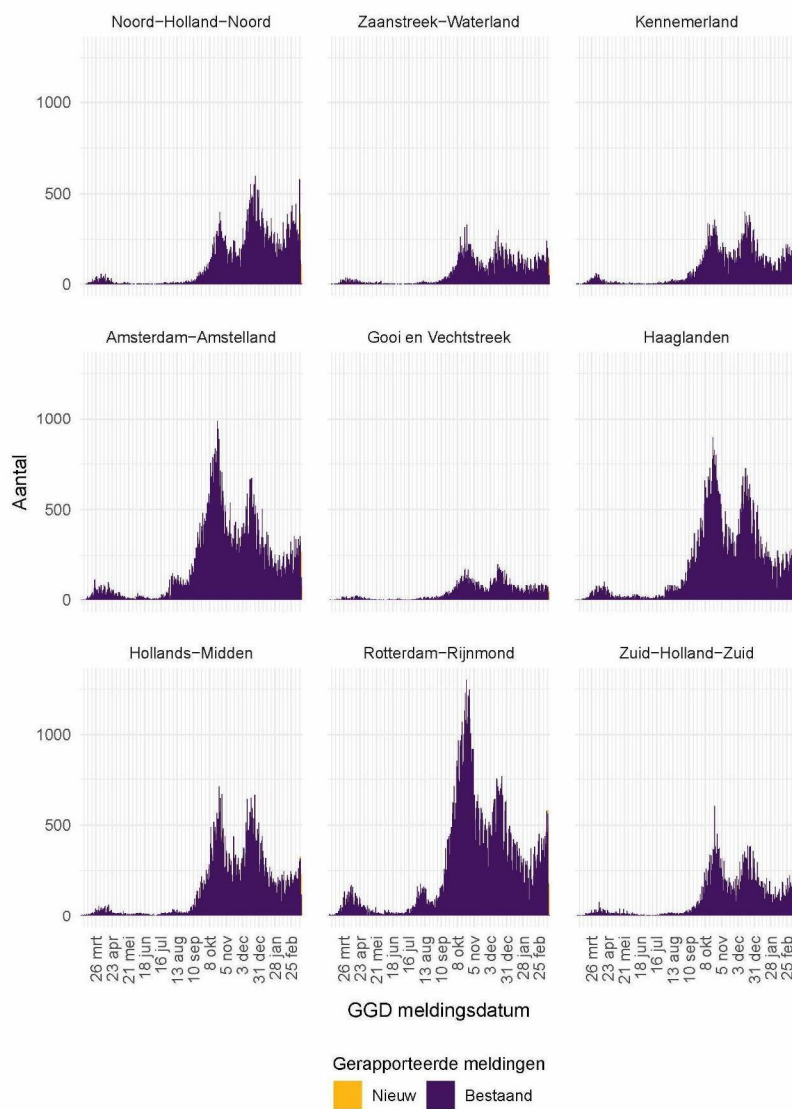 Noord-Holland-Noord
Zaanstreek-Waterland
Kennemerland
1000
500
0
Amsterdam-Amstelland
Gooi en Vechtstreek
Haaglanden
1000
500
0
Hollands-Midden
Rotterdam-Rijnmond
Zuid-Holland-Zuid
1000
500
0
Aantal
26 mrt
23 apr
21 mei
18 jun
16 jul
13 aug
10 sep
8 okt
5 nov
3 dec
31 dec
28 jan
25 feb
26 mrt
23 apr
21 mei
18 jun
16 jul
13 aug
10 sep
8 okt
5 nov
3 dec
31 dec
28 jan
25 feb
26 mrt
23 apr
21 mei
18 jun
16 jul
13 aug
10 sep
8 okt
5 nov
3 dec
31 dec
28 jan
25 feb
GGD meldingsdatum
Gerapporteerde meldingen
Nieuw Bestaand